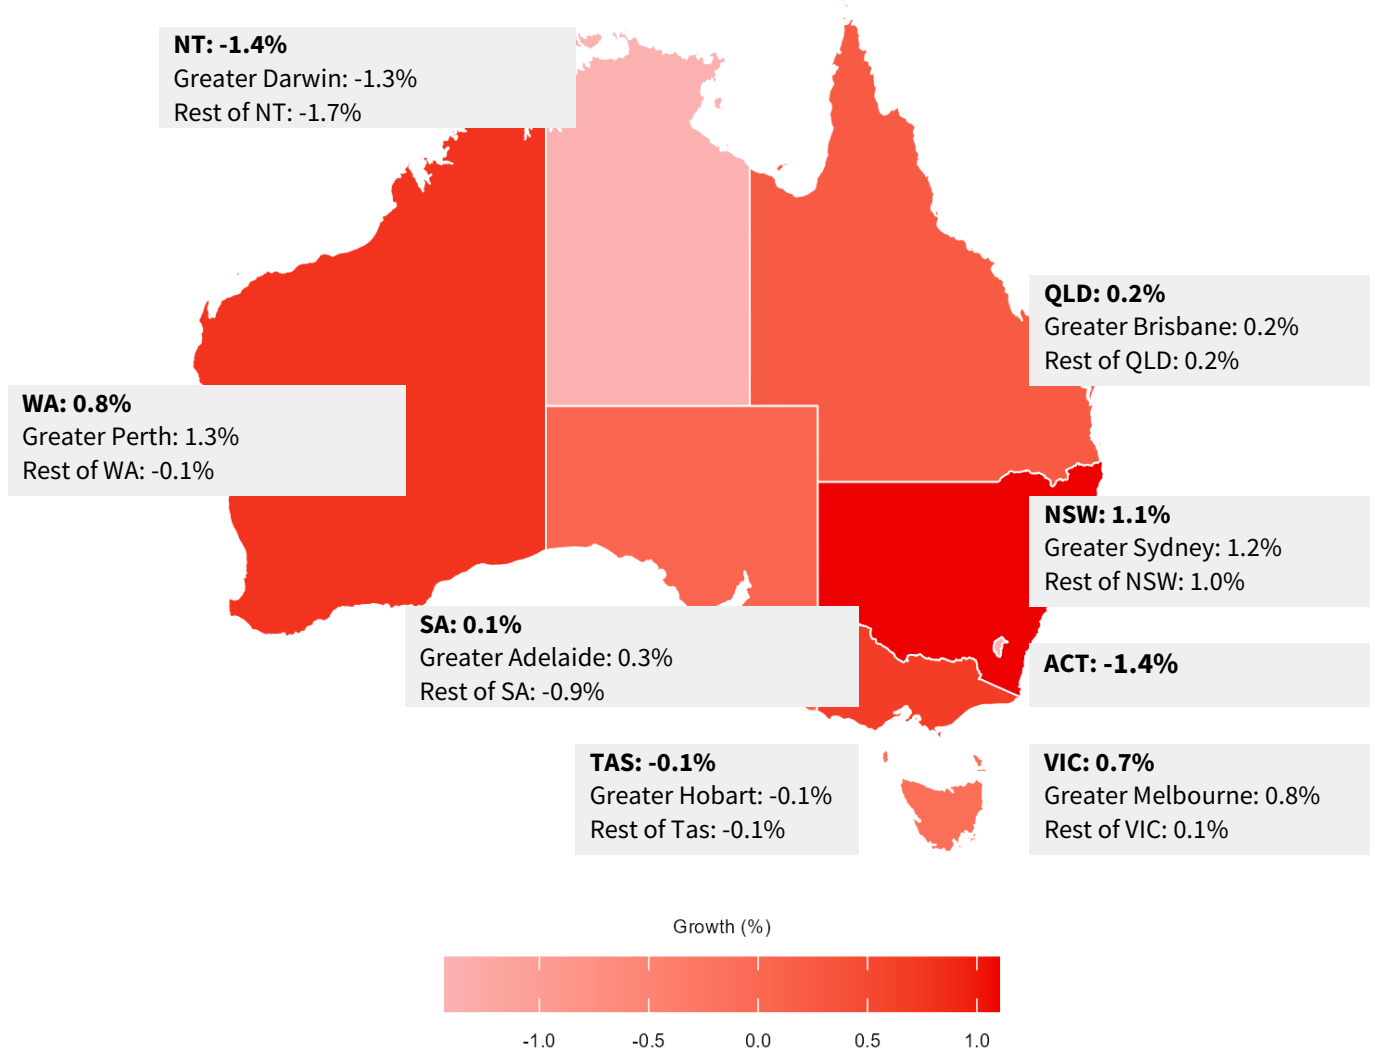 NT: -1.4%
Greater Darwin: -1.3%
Rest of NT: -1.7%
QLD: 0.2%
Greater Brisbane: 0.2%
Rest of QLD: 0.2%
WA: 0.8%
Greater Perth: 1.3%
Rest of WA: -0.1%
NSW: 1.1%
Greater Sydney: 1.2%
Rest of NSW: 1.0%
SA: 0.1%
Greater Adelaide: 0.3%
Rest of SA: -0.9%
ACT: -1.4%
TAS: -0.1%
Greater Hobart: -0.1%
Rest of Tas: -0.1%
VIC: 0.7%
Greater Melbourne: 0.8%
Rest of VIC: 0.1%
Growth (%)
-1.0 -0.5 0.0 0.5 1.0